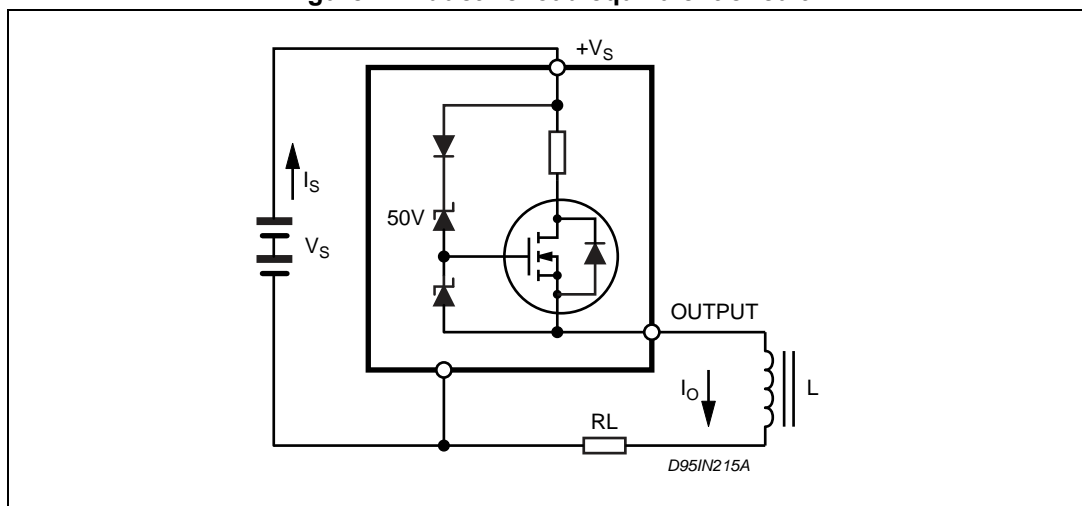 +VS
IS
50V
VS
OUTPUT
IO
L
RL
D95IN215A